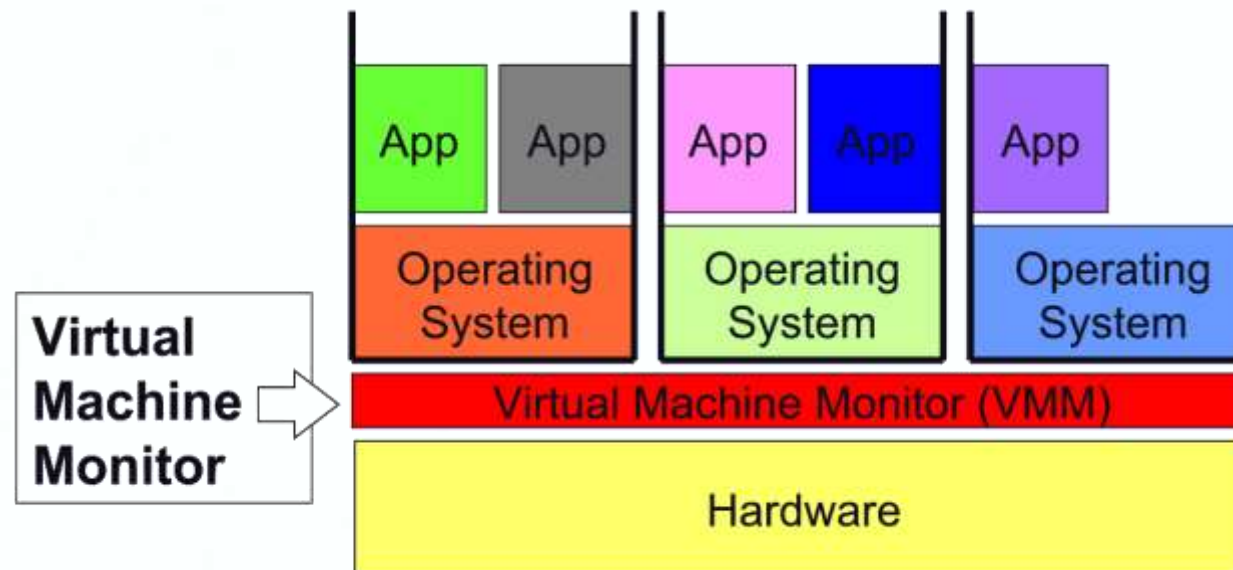 App App App App App
Operating System Operating System Operating System
Virtual Machine Monitor
Virtual Machine Monitor (VMM)
Hardware